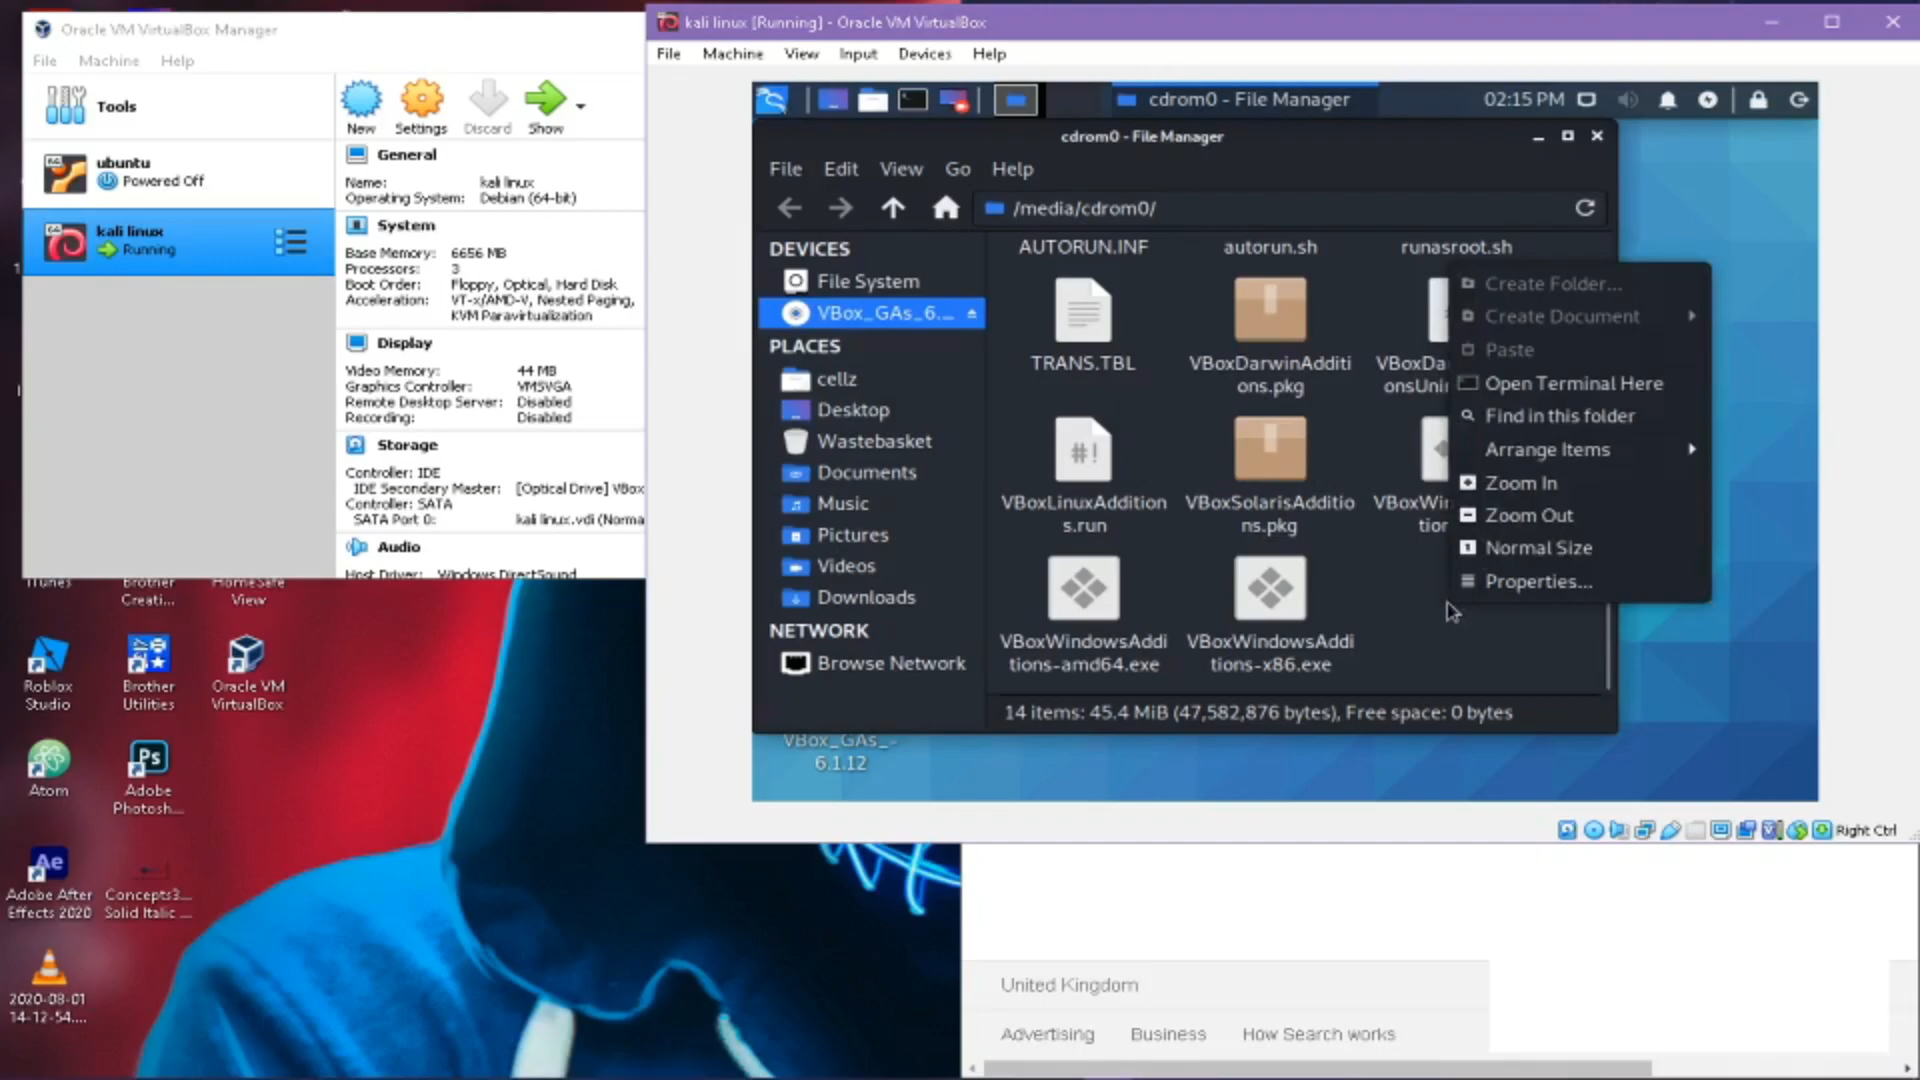 Oracle VM VirtualBox Manager
File Machine Help
Tools
New Settings Discard Show
ubuntu
Powered Off
kali linux
Running
General
Name: kali linux
Operating System: Debian (64-bit)
System
Base Memory: 6656 MB
Processors: 3
Boot Order: Floppy, Optical, Hard Disk
Acceleration: VT-x/AMD-V, Nested Paging,
KVM Paravirtualization
Display
Video Memory: 44 MB
Graphics Controller: VMSVGA
Remote Desktop Server: Disabled
Recording: Disabled
Storage
Controller: IDE
IDE Secondary Master: [Optical Drive] VBox
Controller: SATA
SATA Port 0: kali linux.vdi (Norma
Audio
Host Driver: Windows DirectSound
kali linux [Running] - Oracle VM VirtualBox
File Machine View Input Devices Help
cdrom0 - File Manager
02:15 PM
cdrom0 - File Manager
File Edit View Go Help
/media/cdrom0/
DEVICES
File System
VBox_GAs_6....
PLACES
cellz
Desktop
Wastebasket
Documents
Music
Pictures
Videos
Downloads
NETWORK
Browse Network
AUTORUN.INF autorun.sh runasroot.sh
TRANS.TBL
VBoxDarwinAdditi
ons.pkg
VBoxDa
onsUni
#!
VBoxLinuxAddition
s.run
VBoxSolarisAdditio
ns.pkg
VBoxWin
tion
VBoxWindowsAddi
tions-amd64.exe
VBoxWindowsAddi
tions-x86.exe
14 items: 45.4 MiB (47,582,876 bytes), Free space: 0 bytes
Create Folder...
Create Document
Paste
Open Terminal Here
Find in this folder
Arrange Items
Zoom In
Zoom Out
Normal Size
Properties...
VBox_GAs_-
6.1.12
Right Ctrl
iTunes
Brother
Creati...
HomeSafe
View
Roblox
Studio
Brother
Utilities
Oracle VM
VirtualBox
Atom
Ps
Adobe
Photosh...
Ae
Adobe After
Effects 2020
Concepts3...
Solid Italic ...
2020-08-01
14-12-54....
United Kingdom
Advertising Business How Search works